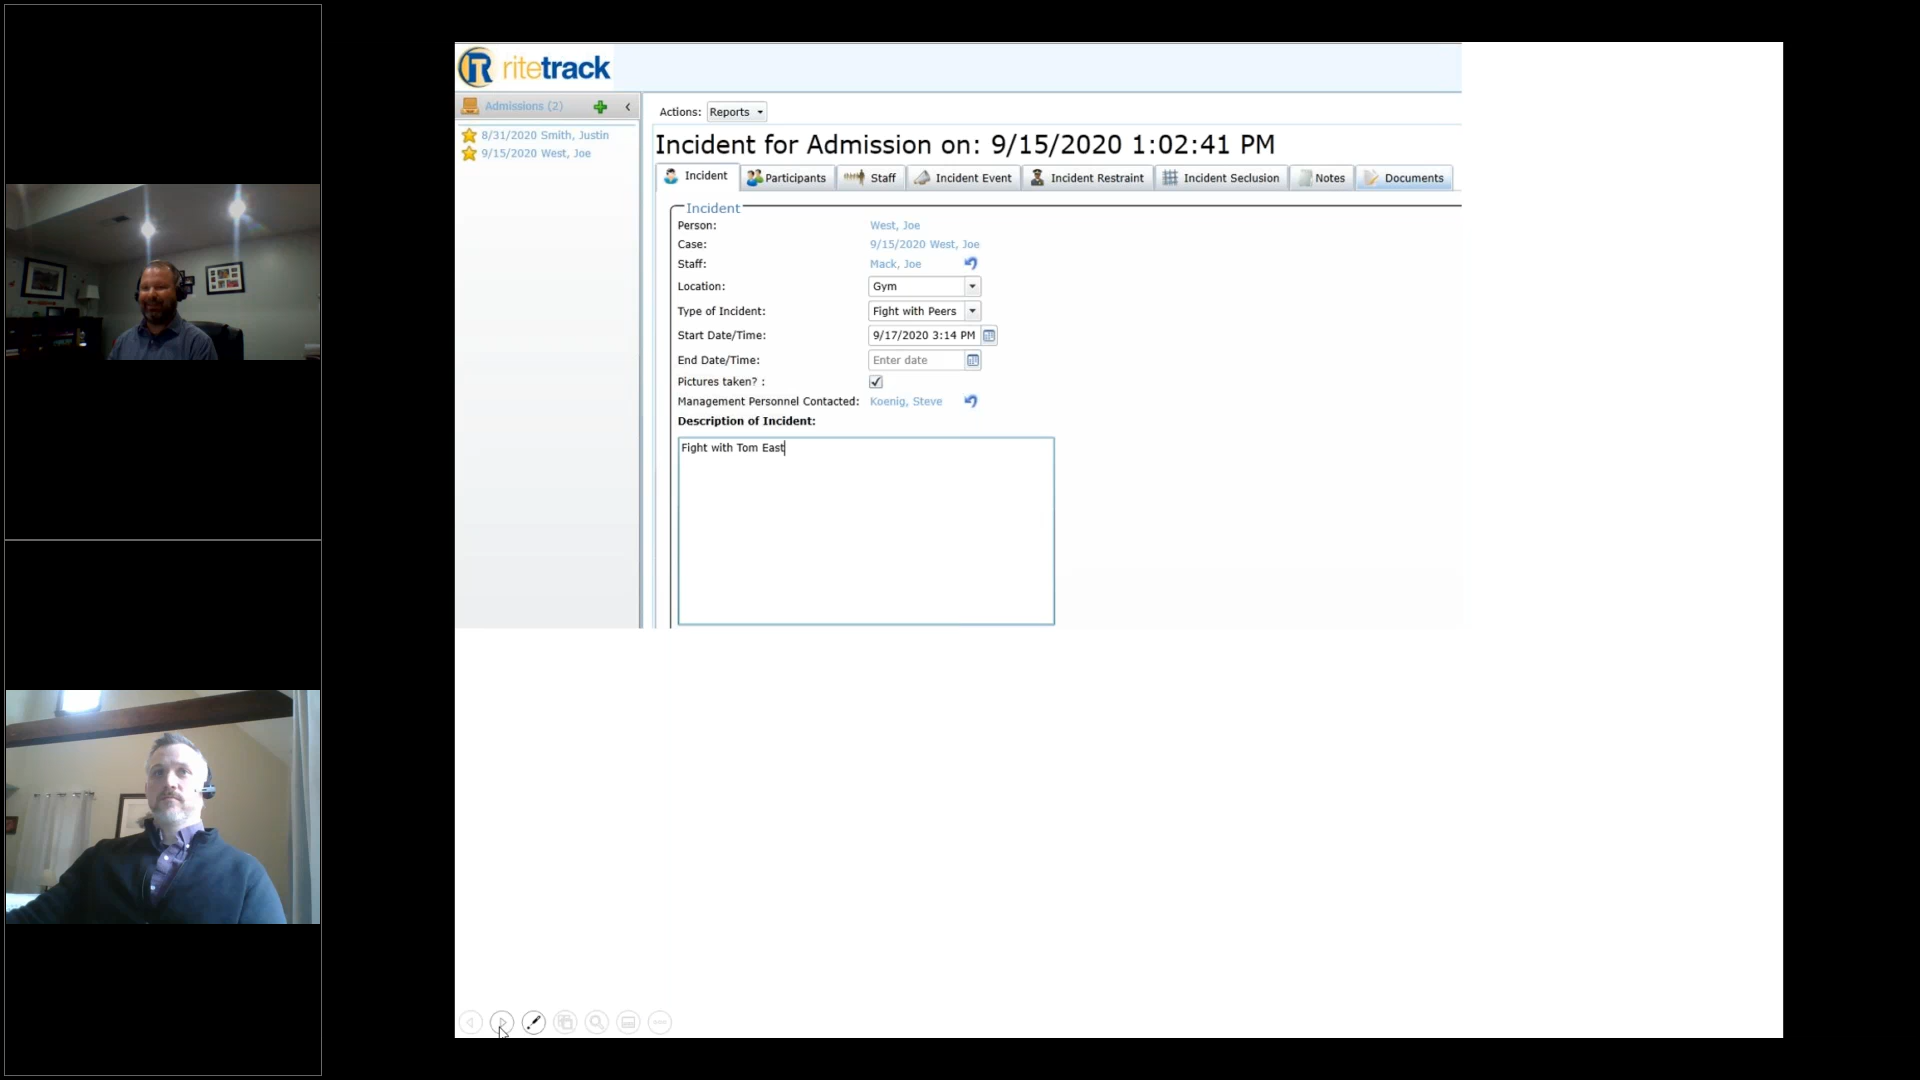 ritetrack
Admissions (2)
8/31/2020 Smith, Justin
9/15/2020 West, Joe
Actions: Reports
Incident for Admission on: 9/15/2020 1:02:41 PM
Incident Participants Staff Incident Event Incident Restraint Incident Seclusion Notes Documents
Incident
Person: West, Joe
Case: 9/15/2020 West, Joe
Staff: Mack, Joe
Location: Gym
Type of Incident: Fight with Peers
Start Date/Time: 9/17/2020 3:14 PM
End Date/Time: Enter date
Pictures taken? :
Management Personnel Contacted: Koenig, Steve
Description of Incident:
Fight with Tom East